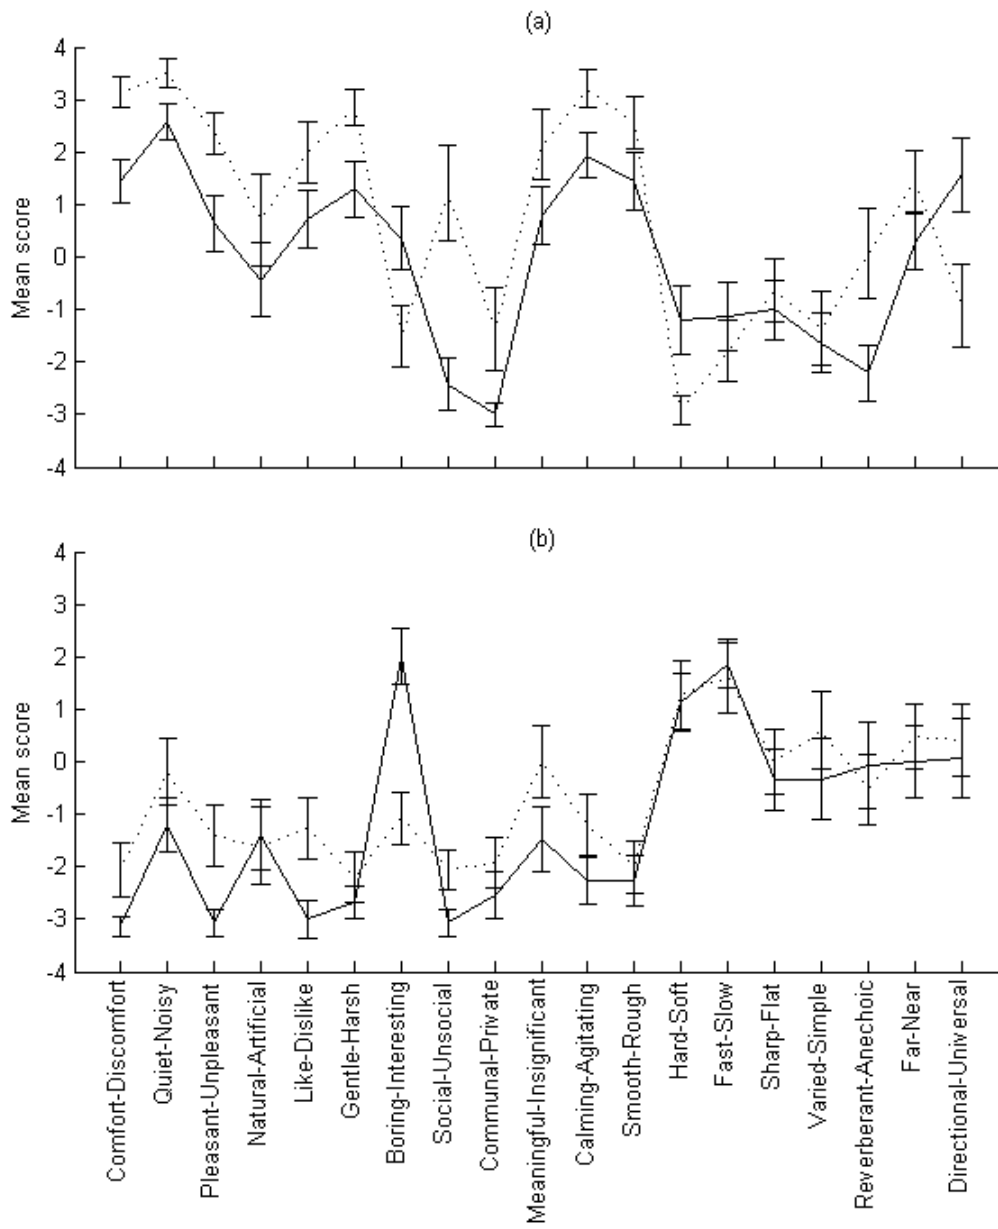 (a)
Mean score
4
3
2
1
0
-1
-2
-3
-4
(b)
Mean score
4
3
2
1
0
-1
-2
-3
-4
Comfort-Discomfort
Quiet-Noisy
Pleasant-Unpleasant
Natural-Artificial
Like-Dislike
Gentle-Harsh
Boring-Interesting
Social-Unsocial
Communal-Private
Meaningful-Insignificant
Calming-Agitating
Smooth-Rough
Hard-Soft
Fast-Slow
Sharp-Flat
Varied-Simple
Reverberant-Anechoic
Far-Near
Directional-Universal